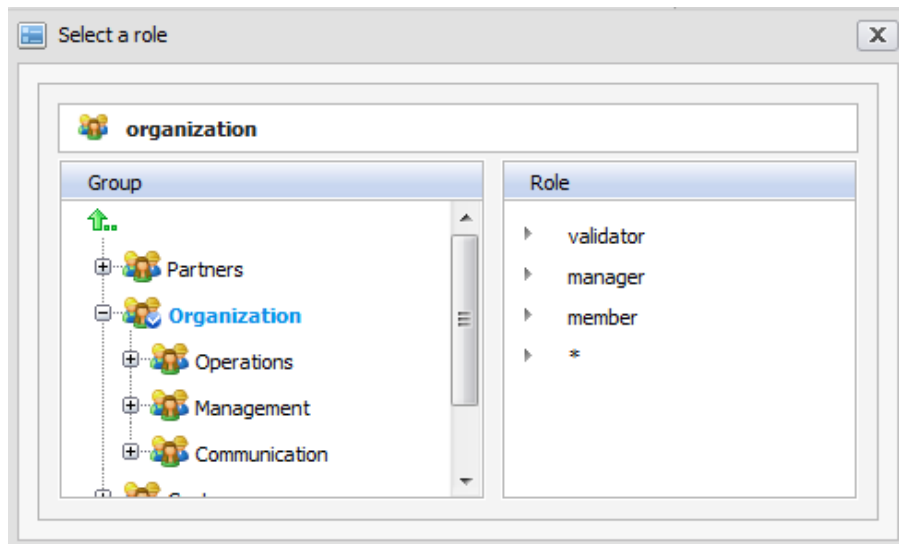 Select a role
organization
Group
Role
Partners
Organization
Operations
Management
Communication
validator
manager
member
*